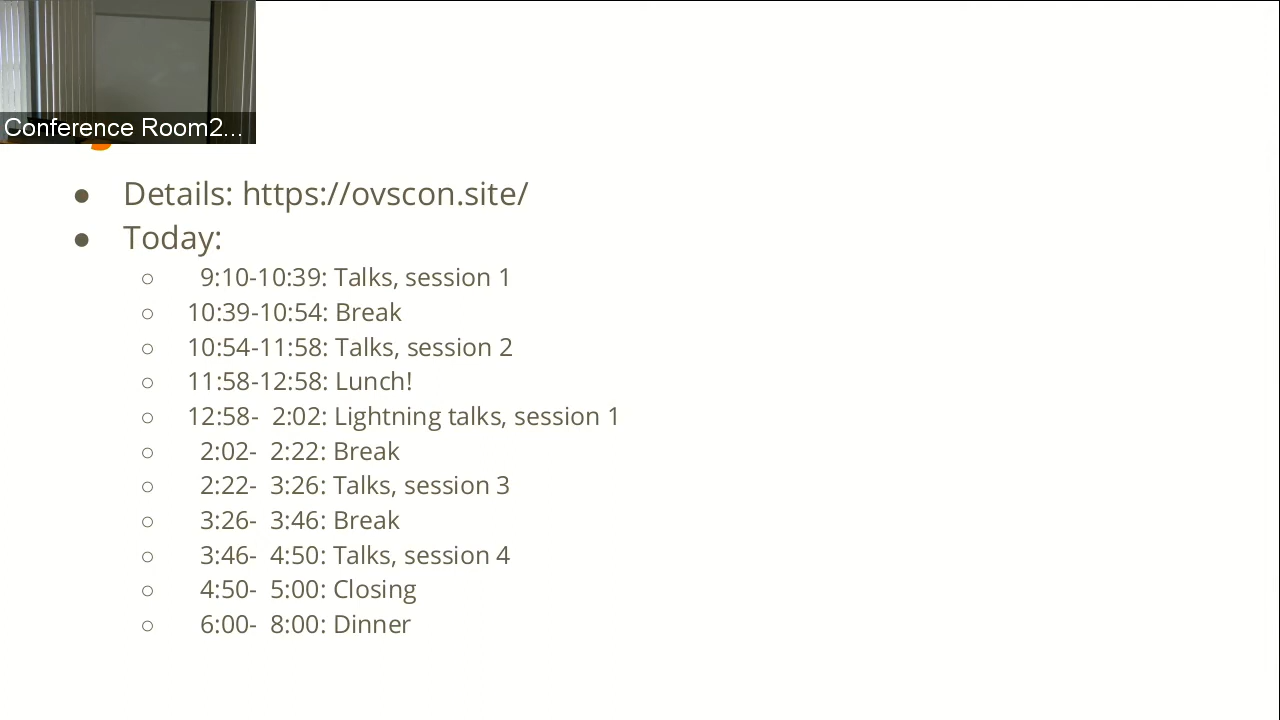 Conference Room2...
● Details: https://ovscon.site/
● Today:
○ 9:10-10:39: Talks, session 1
○ 10:39-10:54: Break
○ 10:54-11:58: Talks, session 2
○ 11:58-12:58: Lunch!
○ 12:58- 2:02: Lightning talks, session 1
○ 2:02- 2:22: Break
○ 2:22- 3:26: Talks, session 3
○ 3:26- 3:46: Break
○ 3:46- 4:50: Talks, session 4
○ 4:50- 5:00: Closing
○ 6:00- 8:00: Dinner